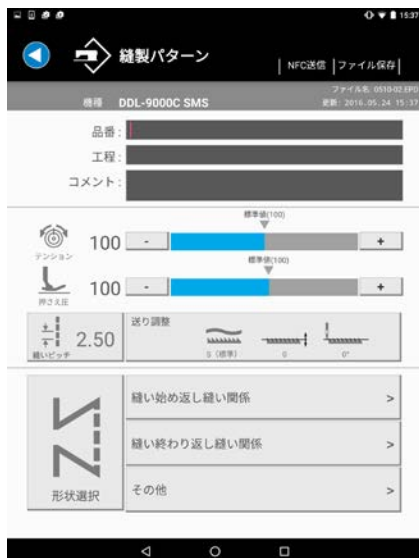 15:37
縫製パターン
NFC送信
ファイル保存
ファイル名: 0510-02.EPD
機種 DDL-9000C SMS
更新: 2016.05.24 15:37
品番:
工程:
コメント:
標準値(100)
テンション
100
-
+
標準値(100)
押さえ圧
100
-
+
縫いピッチ
2.50
送り調整
S (標準)
0
0°
形状選択
縫い始め返し縫い関係 >
縫い終わり返し縫い関係 >
その他 >